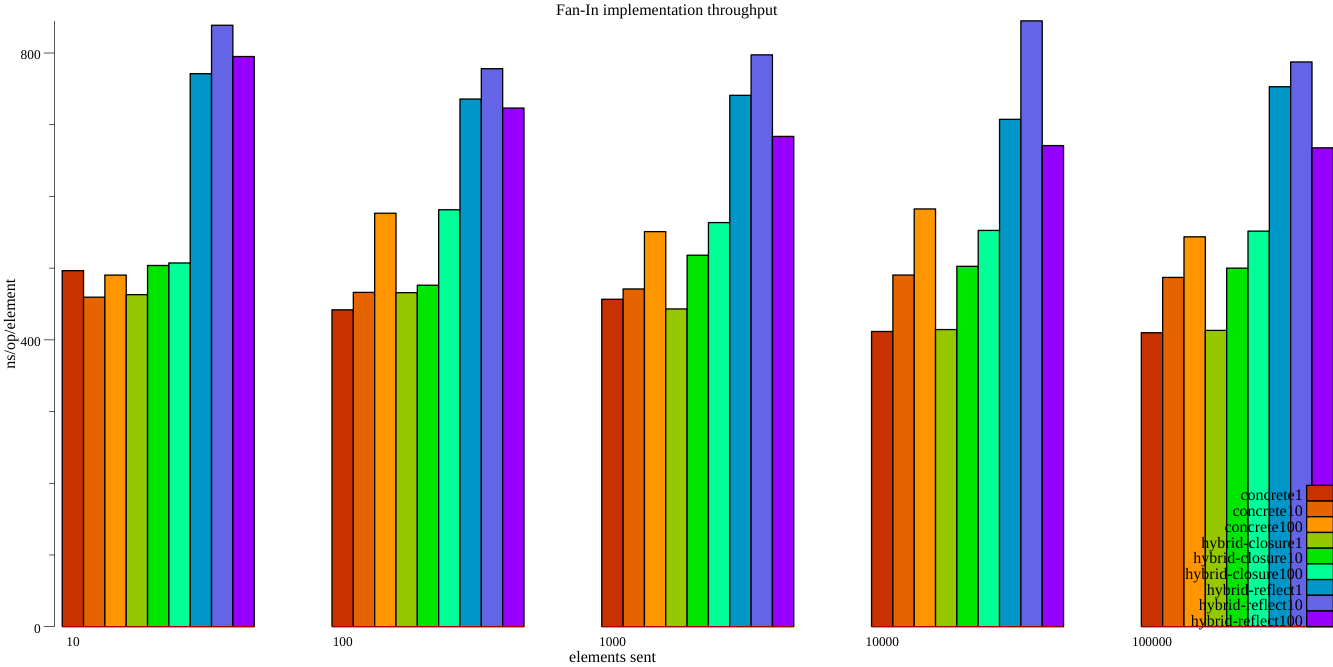 Fan-In implementation throughput
800
400
0
ns/op/element
10
100
1000
10000
100000
elements sent
concrete1
concrete10
concrete100
hybrid-closure1
hybrid-closure10
hybrid-closure100
hybrid-reflect1
hybrid-reflect10
hybrid-reflect100